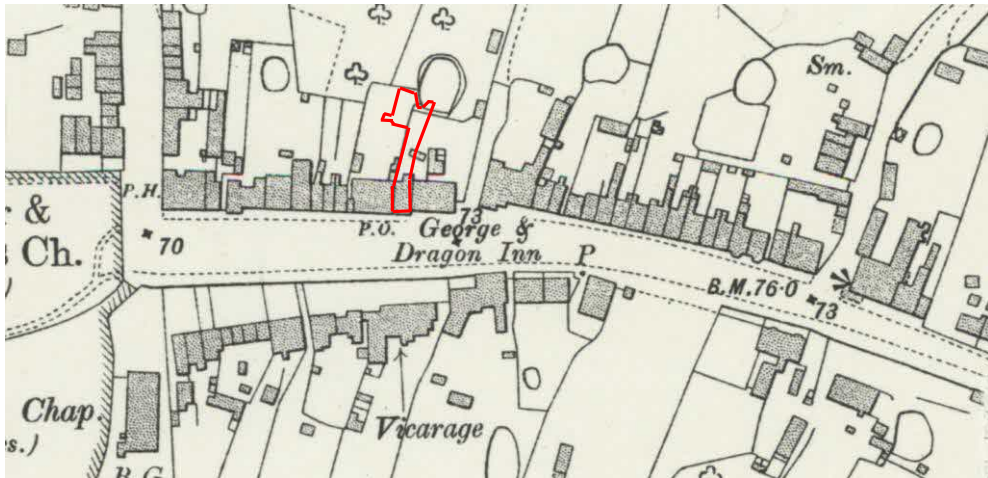 Sm.
P.H.
&
s Ch.
)
70
P.O.
73
George &
Dragon Inn
P
B.M. 76·0
73
Chap.
s.)
Vicarage
B.G.